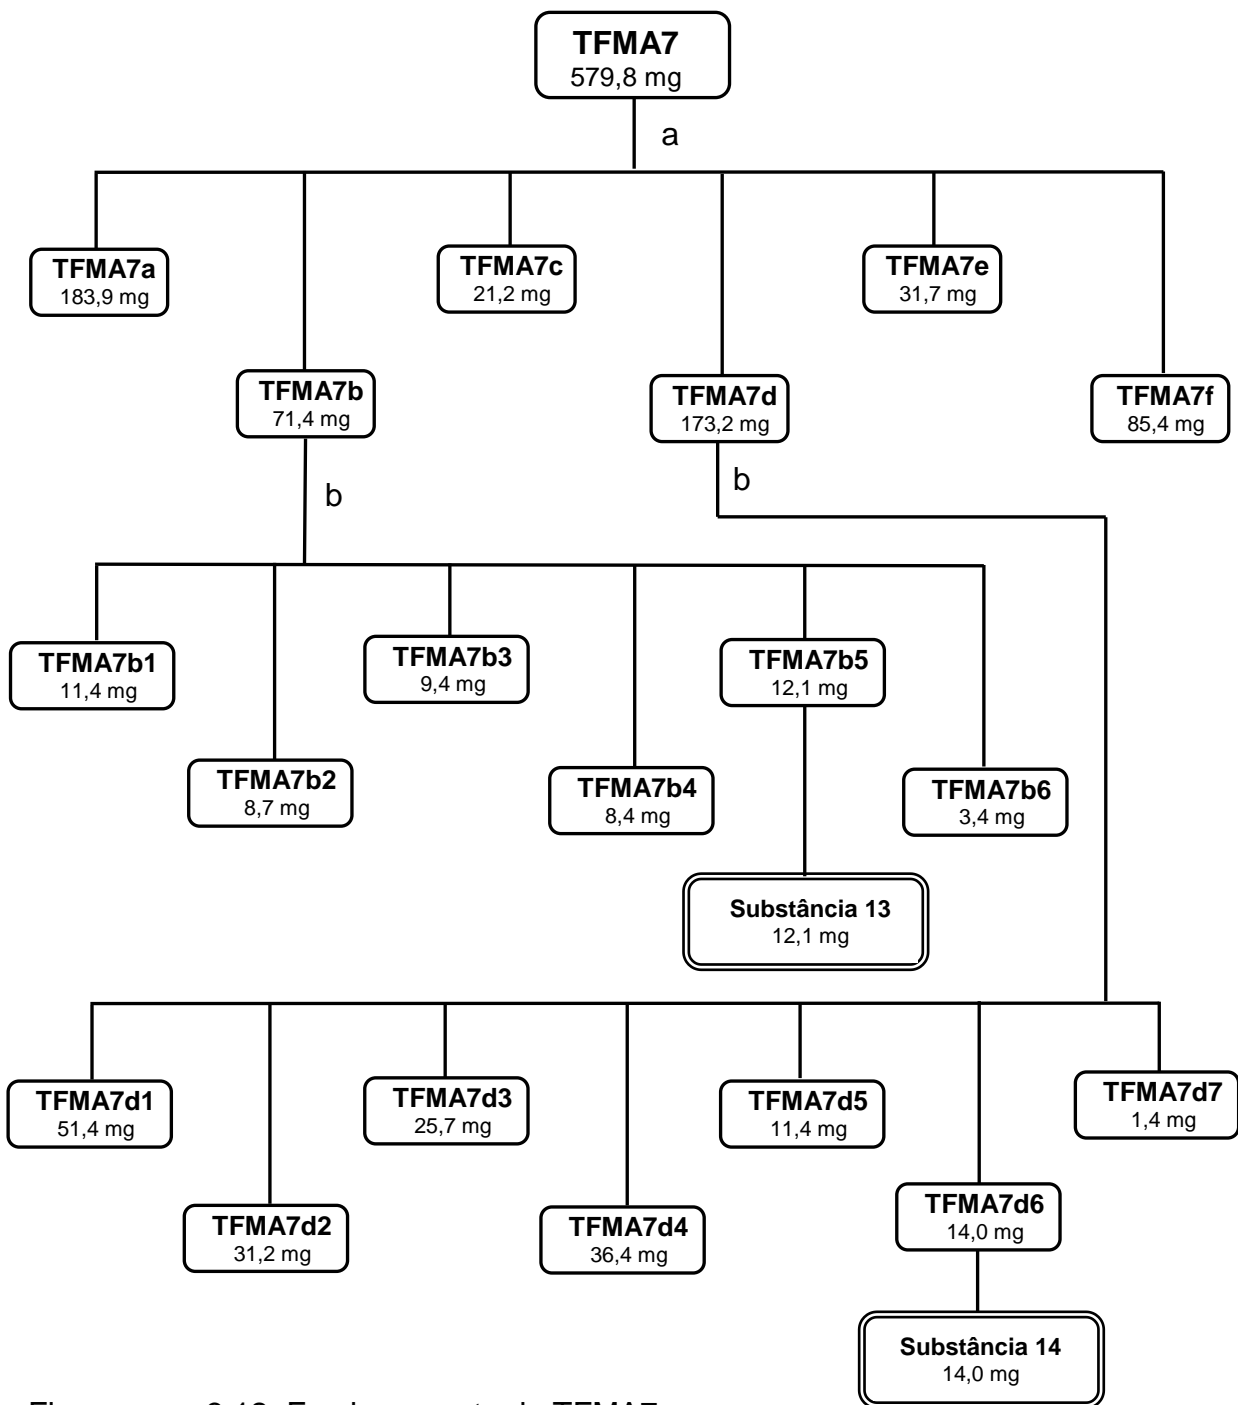 TFMA7
579,8 mg
a
TFMA7a
183,9 mg
TFMA7c
21,2 mg
TFMA7e
31,7 mg
TFMA7b
71,4 mg
TFMA7d
173,2 mg
TFMA7f
85,4 mg
b
b
TFMA7b1
11,4 mg
TFMA7b3
9,4 mg
TFMA7b5
12,1 mg
TFMA7b2
8,7 mg
TFMA7b4
8,4 mg
TFMA7b6
3,4 mg
Substância 13
12,1 mg
TFMA7d1
51,4 mg
TFMA7d3
25,7 mg
TFMA7d5
11,4 mg
TFMA7d7
1,4 mg
TFMA7d2
31,2 mg
TFMA7d4
36,4 mg
TFMA7d6
14,0 mg
Substância 14
14,0 mg